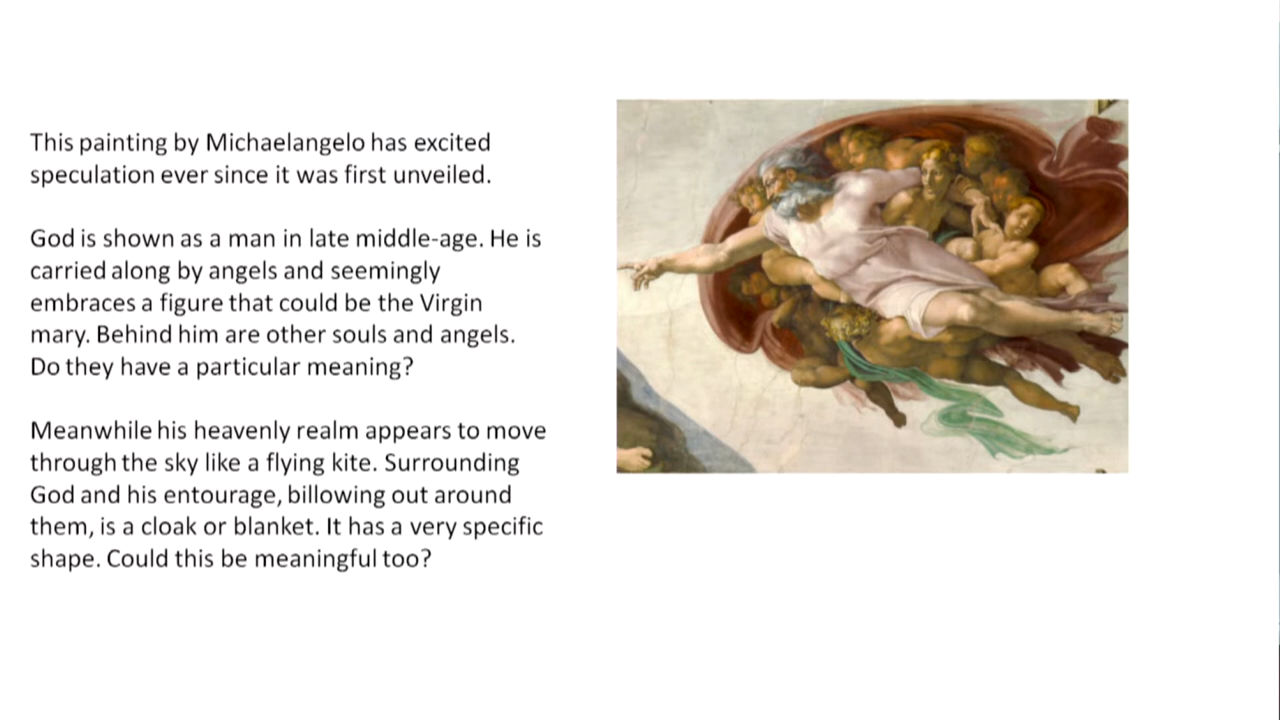 This painting by Michaelangelo has excited
speculation ever since it was first unveiled.
God is shown as a man in late middle-age. He is
carried along by angels and seemingly
embraces a figure that could be the Virgin
mary. Behind him are other souls and angels.
Do they have a particular meaning?
Meanwhile his heavenly realm appears to move
through the sky like a flying kite. Surrounding
God and his entourage, billowing out around
them, is a cloak or blanket. It has a very specific
shape. Could this be meaningful too?